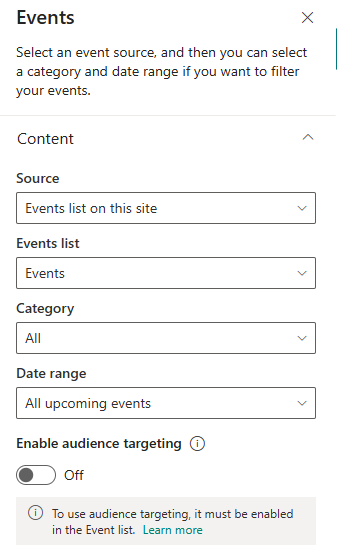 Events
Select an event source, and then you can select
a category and date range if you want to filter
your events.
Content
Source
Events list on this site
Events list
Events
Category
All
Date range
All upcoming events
Enable audience targeting
Off
To use audience targeting, it must be enabled
in the Event list. Learn more